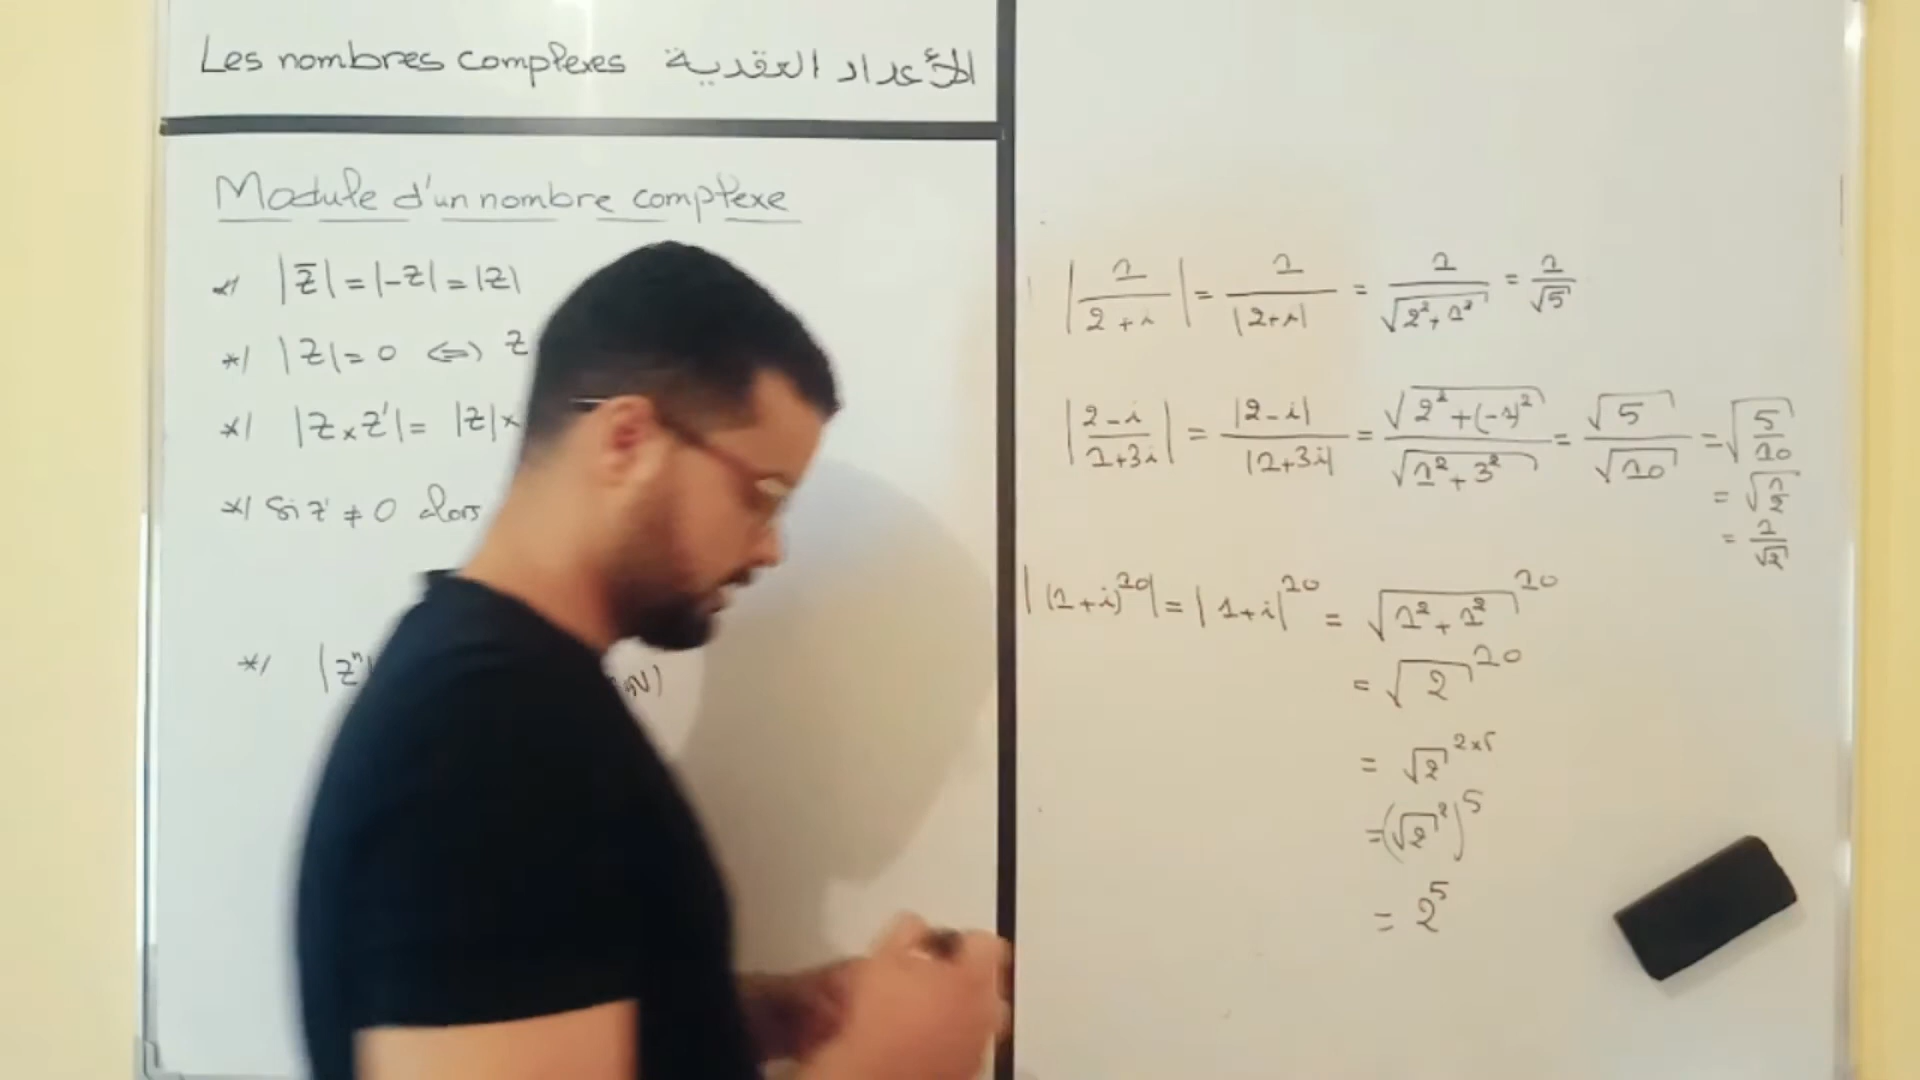 Les nombres complexes الأعداد العقدية
Module d'un nombre complexe
*/ |z̅| = |-z| = |z|
*/ |z| = 0 ⇔ z
*/ |z × z'| = |z| ×
*/ Si z' ≠ 0 alors
*/ |zⁿ|
|1/(2+i)| = 1/|2+i| = 1/√(2²+1²) = 1/√5
|(2-i)/(1+3i)| = |2-i|/|1+3i| = √(2²+(-1)²)/√(1²+3²) = √5/√10 = √(5/10)
= √(1/2)
= 1/√2
|(1+i)²⁰| = |1+i|²⁰ = √(1²+1²)²⁰
= √2²⁰
= √2^(2×5)
= (√2²)⁵
= 2⁵